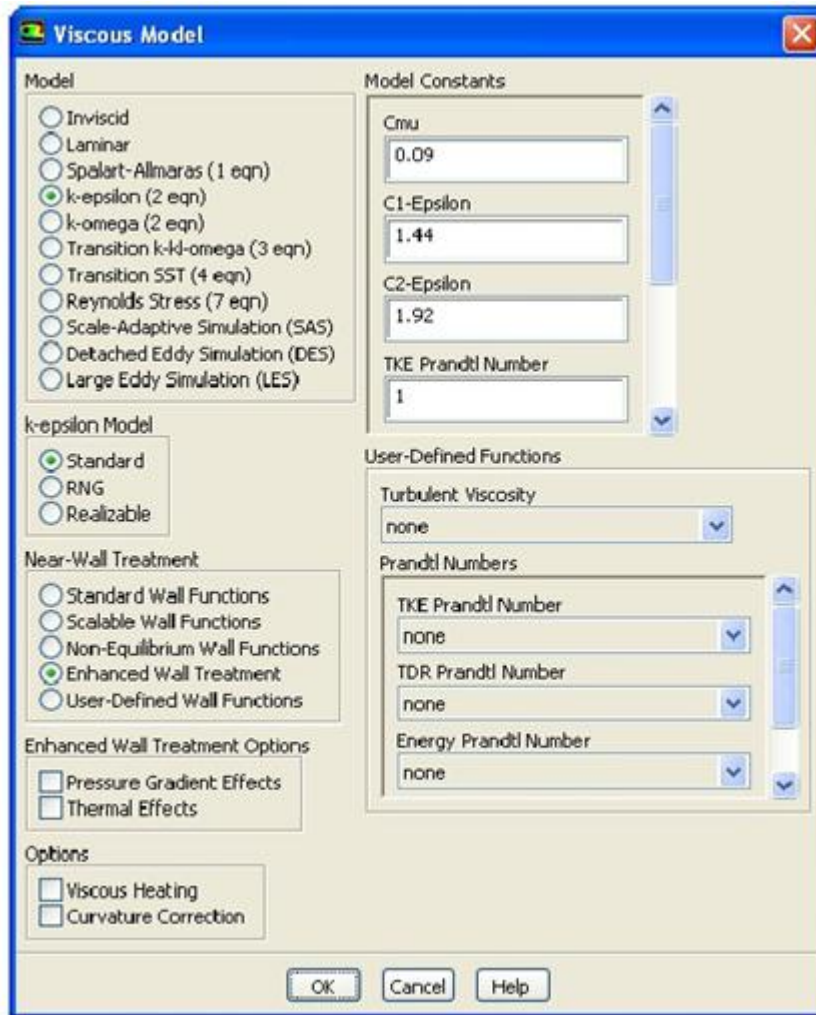 Viscous Model
Model
Inviscid
Laminar
Spalart-Allmaras (1 eqn)
k-epsilon (2 eqn)
k-omega (2 eqn)
Transition k-kl-omega (3 eqn)
Transition SST (4 eqn)
Reynolds Stress (7 eqn)
Scale-Adaptive Simulation (SAS)
Detached Eddy Simulation (DES)
Large Eddy Simulation (LES)
k-epsilon Model
Standard
RNG
Realizable
Near-Wall Treatment
Standard Wall Functions
Scalable Wall Functions
Non-Equilibrium Wall Functions
Enhanced Wall Treatment
User-Defined Wall Functions
Enhanced Wall Treatment Options
Pressure Gradient Effects
Thermal Effects
Options
Viscous Heating
Curvature Correction
Model Constants
Cmu
0.09
C1-Epsilon
1.44
C2-Epsilon
1.92
TKE Prandtl Number
1
User-Defined Functions
Turbulent Viscosity
none
Prandtl Numbers
TKE Prandtl Number
none
TDR Prandtl Number
none
Energy Prandtl Number
none
OK
Cancel
Help